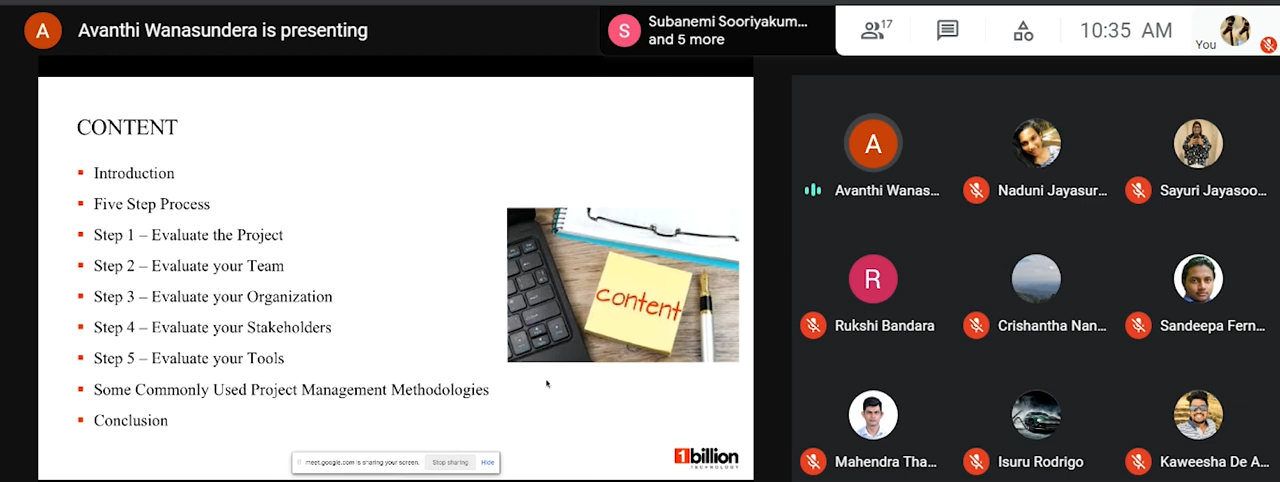 A
Avanthi Wanasundera is presenting
S
Subanemi Sooriyakum...
and 5 more
17
10:35 AM
You
CONTENT
Introduction
Five Step Process
Step 1 – Evaluate the Project
Step 2 – Evaluate your Team
Step 3 – Evaluate your Organization
Step 4 – Evaluate your Stakeholders
Step 5 – Evaluate your Tools
Some Commonly Used Project Management Methodologies
Conclusion
content
meet.google.com is sharing your screen.
Stop sharing
Hide
1billion
TECHNOLOGY
A
Avanthi Wanas...
Naduni Jayasur...
Sayuri Jayasoo...
R
Rukshi Bandara
Crishantha Nan...
Sandeepa Fern...
Mahendra Tha...
Isuru Rodrigo
Kaweesha De A...